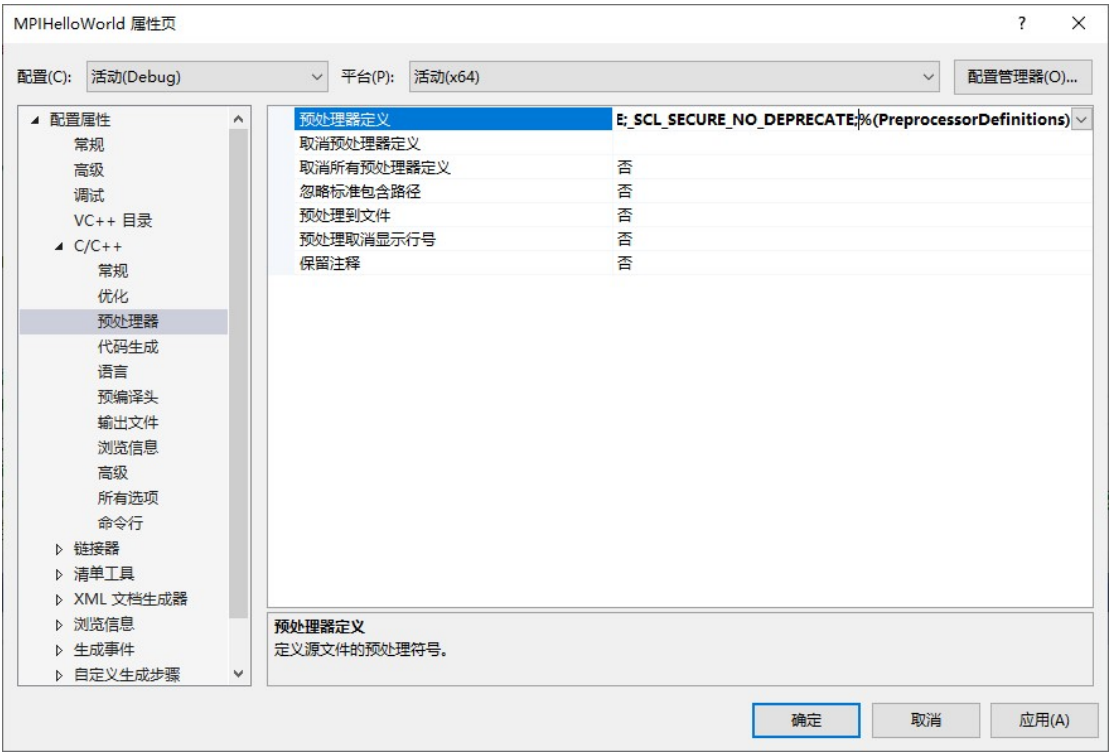 MPIHelloWorld 属性页
?
配置(C): 活动(Debug) 平台(P): 活动(x64) 配置管理器(O)...
配置属性
常规
高级
调试
VC++ 目录
C/C++
常规
优化
预处理器
代码生成
语言
预编译头
输出文件
浏览信息
高级
所有选项
命令行
链接器
清单工具
XML 文档生成器
浏览信息
生成事件
自定义生成步骤
预处理器定义 E;_SCL_SECURE_NO_DEPRECATE;%(PreprocessorDefinitions)
取消预处理器定义
取消所有预处理器定义 否
忽略标准包含路径 否
预处理到文件 否
预处理取消显示行号 否
保留注释 否
预处理器定义
定义源文件的预处理符号。
确定 取消 应用(A)